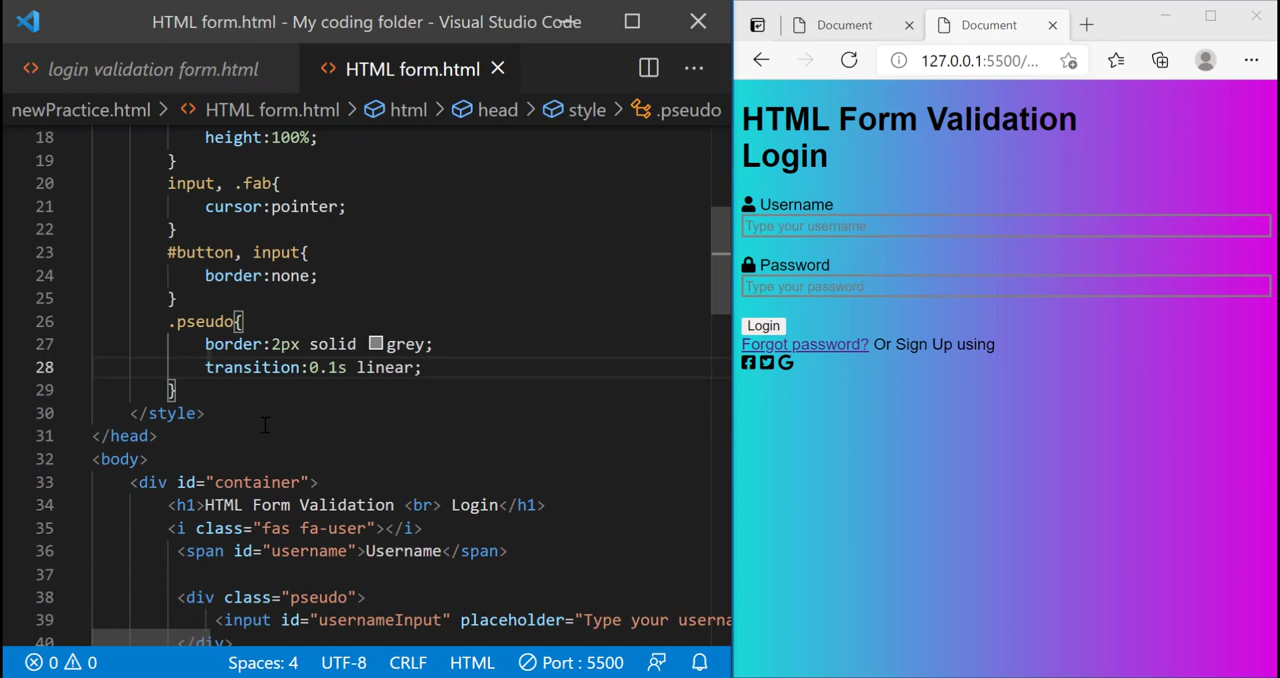 HTML form.html - My coding folder - Visual Studio Code
login validation form.html
HTML form.html
newPractice.html > HTML form.html > html > head > style > .pseudo
18 height:100%;
19 }
20 input, .fab{
21 cursor:pointer;
22 }
23 #button, input{
24 border:none;
25 }
26 .pseudo{
27 border:2px solid grey;
28 transition:0.1s linear;
29 }
30 </style>
31 </head>
32 <body>
33 <div id="container">
34 <h1>HTML Form Validation <br> Login</h1>
35 <i class="fas fa-user"></i>
36 <span id="username">Username</span>
37
38 <div class="pseudo">
39 <input id="usernameInput" placeholder="Type your userna
40 </div>
0 0 Spaces: 4 UTF-8 CRLF HTML Port : 5500
Document
Document
127.0.0.1:5500/...
HTML Form Validation
Login
Username
Type your username
Password
Type your password
Login
Forgot password? Or Sign Up using